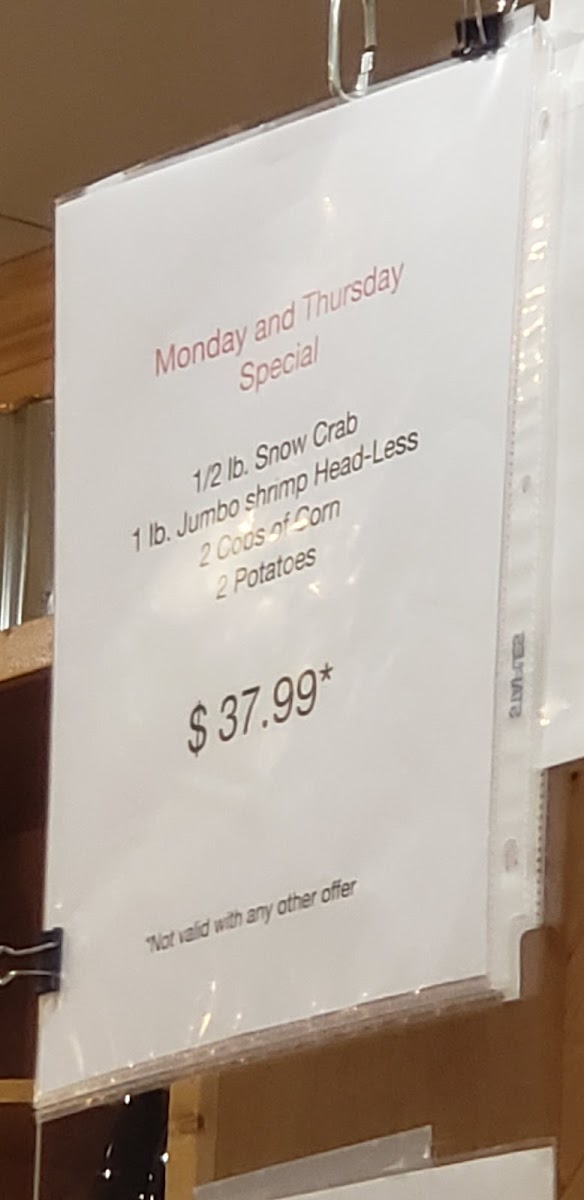 Monday and Thursday
Special
1/2 lb. Snow Crab
1 lb. Jumbo shrimp Head-Less
2 Cobs of Corn
2 Potatoes
$ 37.99*
*Not valid with any other offer